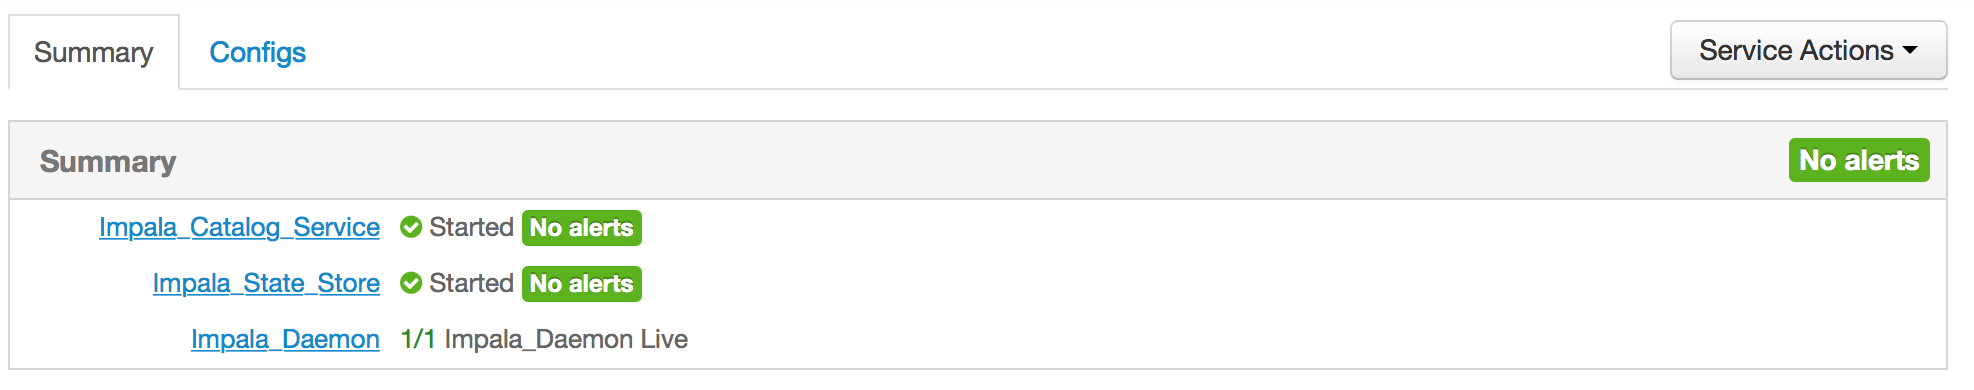 Summary Configs Service Actions
Summary No alerts
Impala_Catalog_Service Started No alerts
Impala_State_Store Started No alerts
Impala_Daemon 1/1 Impala_Daemon Live